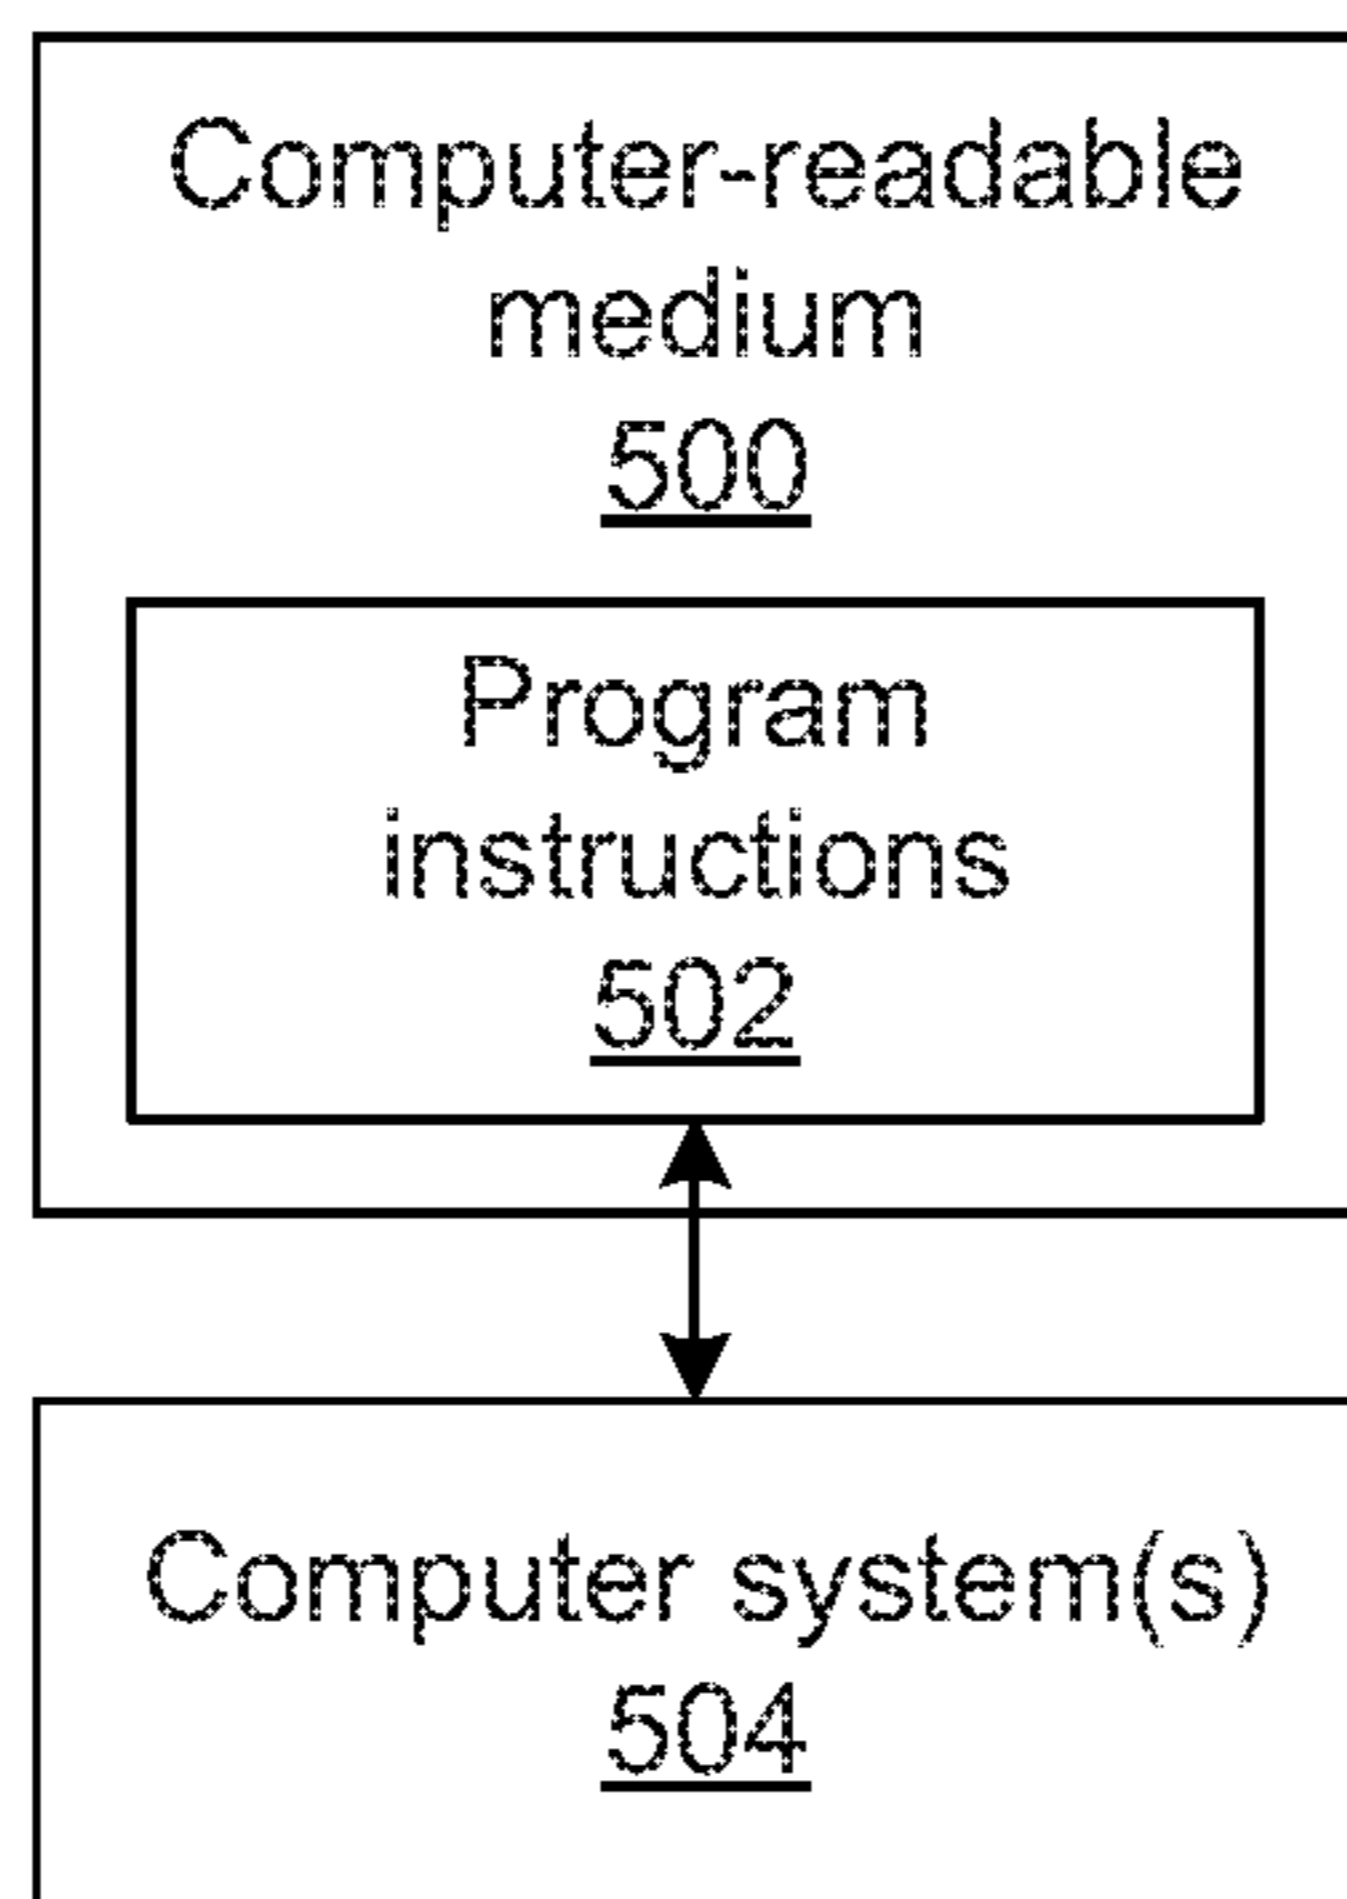 Computer-readable
medium
500
Program
instructions
502
Computer system(s)
504